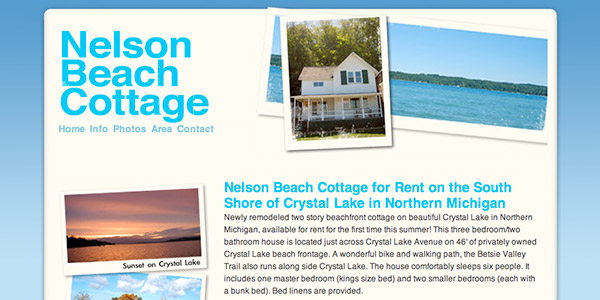 Nelson
Beach
Cottage
Home Info Photos Area Contact
Sunset on Crystal Lake
Nelson Beach Cottage for Rent on the South
Shore of Crystal Lake in Northern Michigan
Newly remodeled two story beachfront cottage on beautiful Crystal Lake in Northern
Michigan, available for rent for the first time this summer! This three bedroom/two
bathroom house is located just across Crystal Lake Avenue on 46' of privately owned
Crystal Lake beach frontage. A wonderful bike and walking path, the Betsie Valley
Trail also runs along side Crystal Lake. The house comfortably sleeps six people. It
includes one master bedroom (kings size bed) and two smaller bedrooms (each with
a bunk bed). Bed linens are provided.